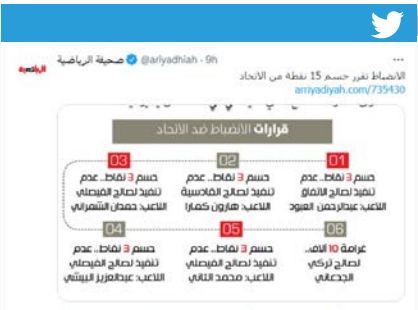 صحيفة الرياضية @ariyadhiah · 9h
الرياضية
الانضباط تقرر حسم 15 نقطة من الاتحاد
arriyadiyah.com/735430
قرارات الانضباط ضد الاتحاد
01
حسم 3 نقاط.. عدم
تنفيذ لصالح الاتفاق
اللاعب: عبدالرحمن العبود
02
حسم 3 نقاط.. عدم
تنفيذ لصالح القادسية
اللاعب: هارون كمارا
03
حسم 3 نقاط.. عدم
تنفيذ لصالح الفيصلي
اللاعب: حمدان الشمراني
04
حسم 3 نقاط.. عدم
تنفيذ لصالح الفيصلي
اللاعب: عبدالعزيز البيشي
05
حسم 3 نقاط.. عدم
تنفيذ لصالح الفيصلي
اللاعب: محمد الثاني
06
غرامة 10 آلاف..
لصالح تركي
الجدعاني